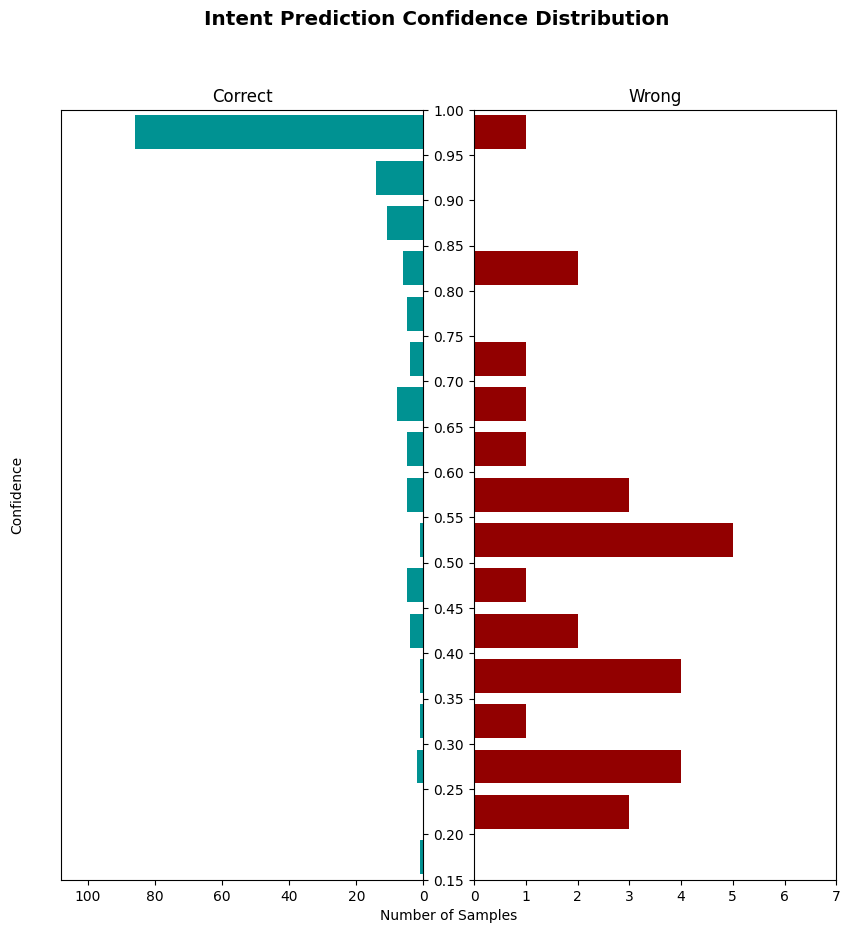 Intent Prediction Confidence Distribution
Correct
Wrong
1.00
0.95
0.90
0.85
0.80
0.75
0.70
0.65
0.60
0.55
0.50
0.45
0.40
0.35
0.30
0.25
0.20
0.15
Confidence
100 80 60 40 20 0
0 1 2 3 4 5 6 7
Number of Samples